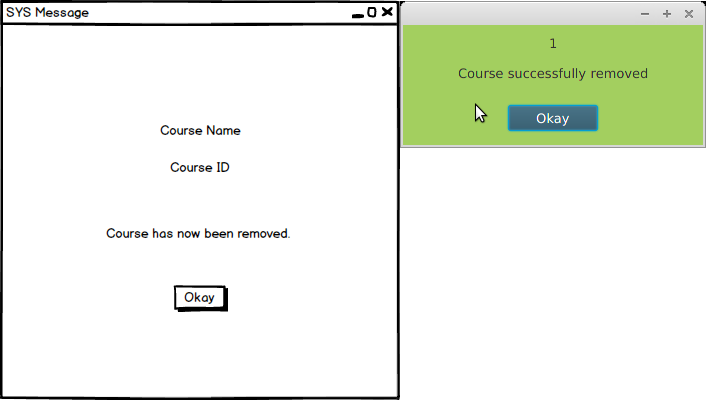 SYS Message
Course Name
Course ID
Course has now been removed.
Okay
1
Course successfully removed
Okay